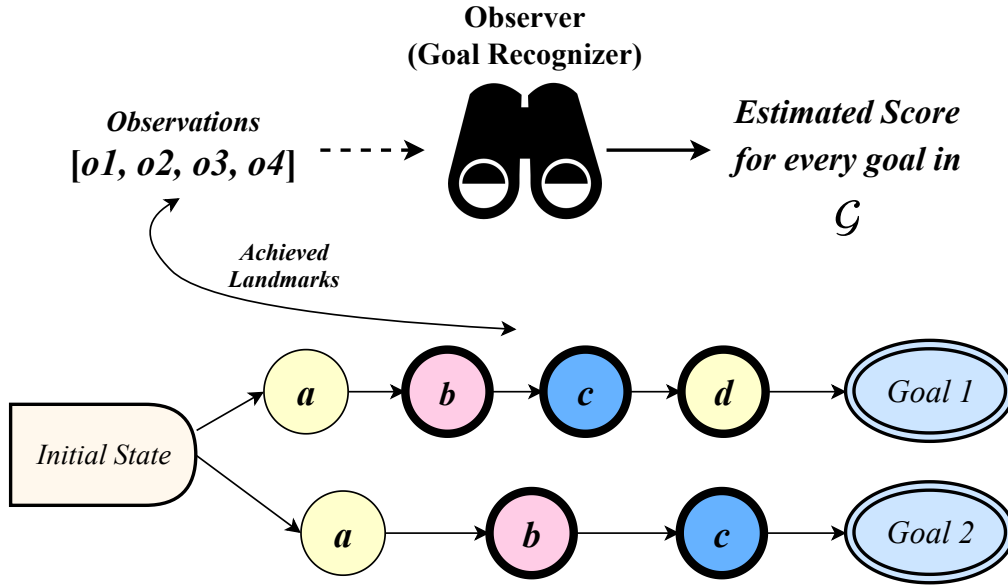 Observer
(Goal Recognizer)
Observations
[o1, o2, o3, o4]
Estimated Score
for every goal in
𝒢
Achieved
Landmarks
a
b
c
d
Goal 1
Initial State
a
b
c
Goal 2